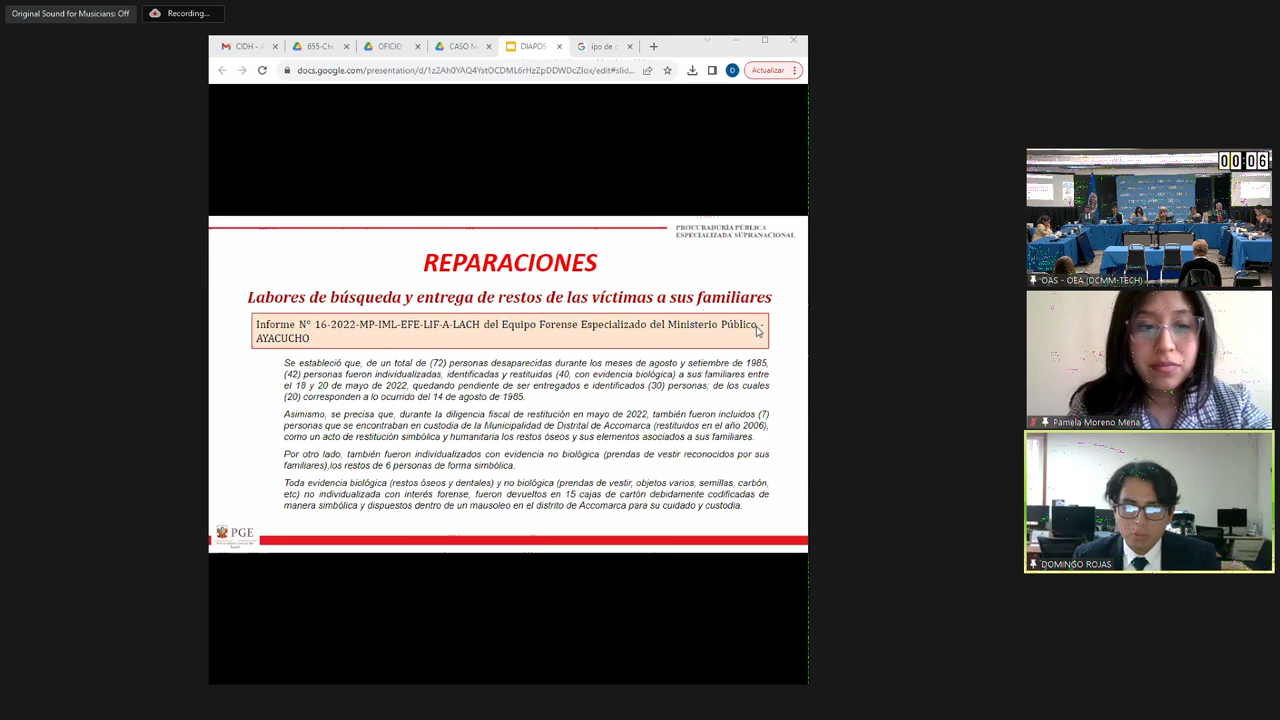 Original Sound for Musicians: Off
Recording...
CIDH - A
655-Chu
OFICIO
CASO M
DIAPOS
ipo de c
docs.google.com/presentation/d/1z2Ah0YAQ4YstOCDML6rHzZpDDWDcZlox/edit#slid...
D
Actualizar
PROCURADURÍA PÚBLICA
ESPECIALIZADA SUPRANACIONAL
REPARACIONES
Labores de búsqueda y entrega de restos de las víctimas a sus familiares
Informe N° 16-2022-MP-IML-EFE-LIF-A-LACH del Equipo Forense Especializado del Ministerio Público -
AYACUCHO
Se estableció que, de un total de (72) personas desaparecidas durante los meses de agosto y setiembre de 1985,
(42) personas fueron individualizadas, identificadas y restituidas (40, con evidencia biológica) a sus familiares entre
el 18 y 20 de mayo de 2022, quedando pendiente de ser entregados e identificados (30) personas; de los cuales
(20) corresponden a lo ocurrido del 14 de agosto de 1985.
Asimismo, se precisa que, durante la diligencia fiscal de restitución en mayo de 2022, también fueron incluidos (7)
personas que se encontraban en custodia de la Municipalidad de Distrital de Accomarca (restituidos en el año 2006),
como un acto de restitución simbólica y humanitaria los restos óseos y sus elementos asociados a sus familiares.
Por otro lado, también fueron individualizados con evidencia no biológica (prendas de vestir reconocidos por sus
familiares),los restos de 6 personas de forma simbólica.
Toda evidencia biológica (restos óseos y dentales) y no biológica (prendas de vestir, objetos varios, semillas, carbón,
etc) no individualizada con interés forense, fueron devueltos en 15 cajas de cartón debidamente codificadas de
manera simbólica y dispuestos dentro de un mausoleo en el distrito de Accomarca para su cuidado y custodia.
PGE
00:06
OAS - OEA (DCMM-TECH)
Pamela Moreno Mena
DOMINGO ROJAS